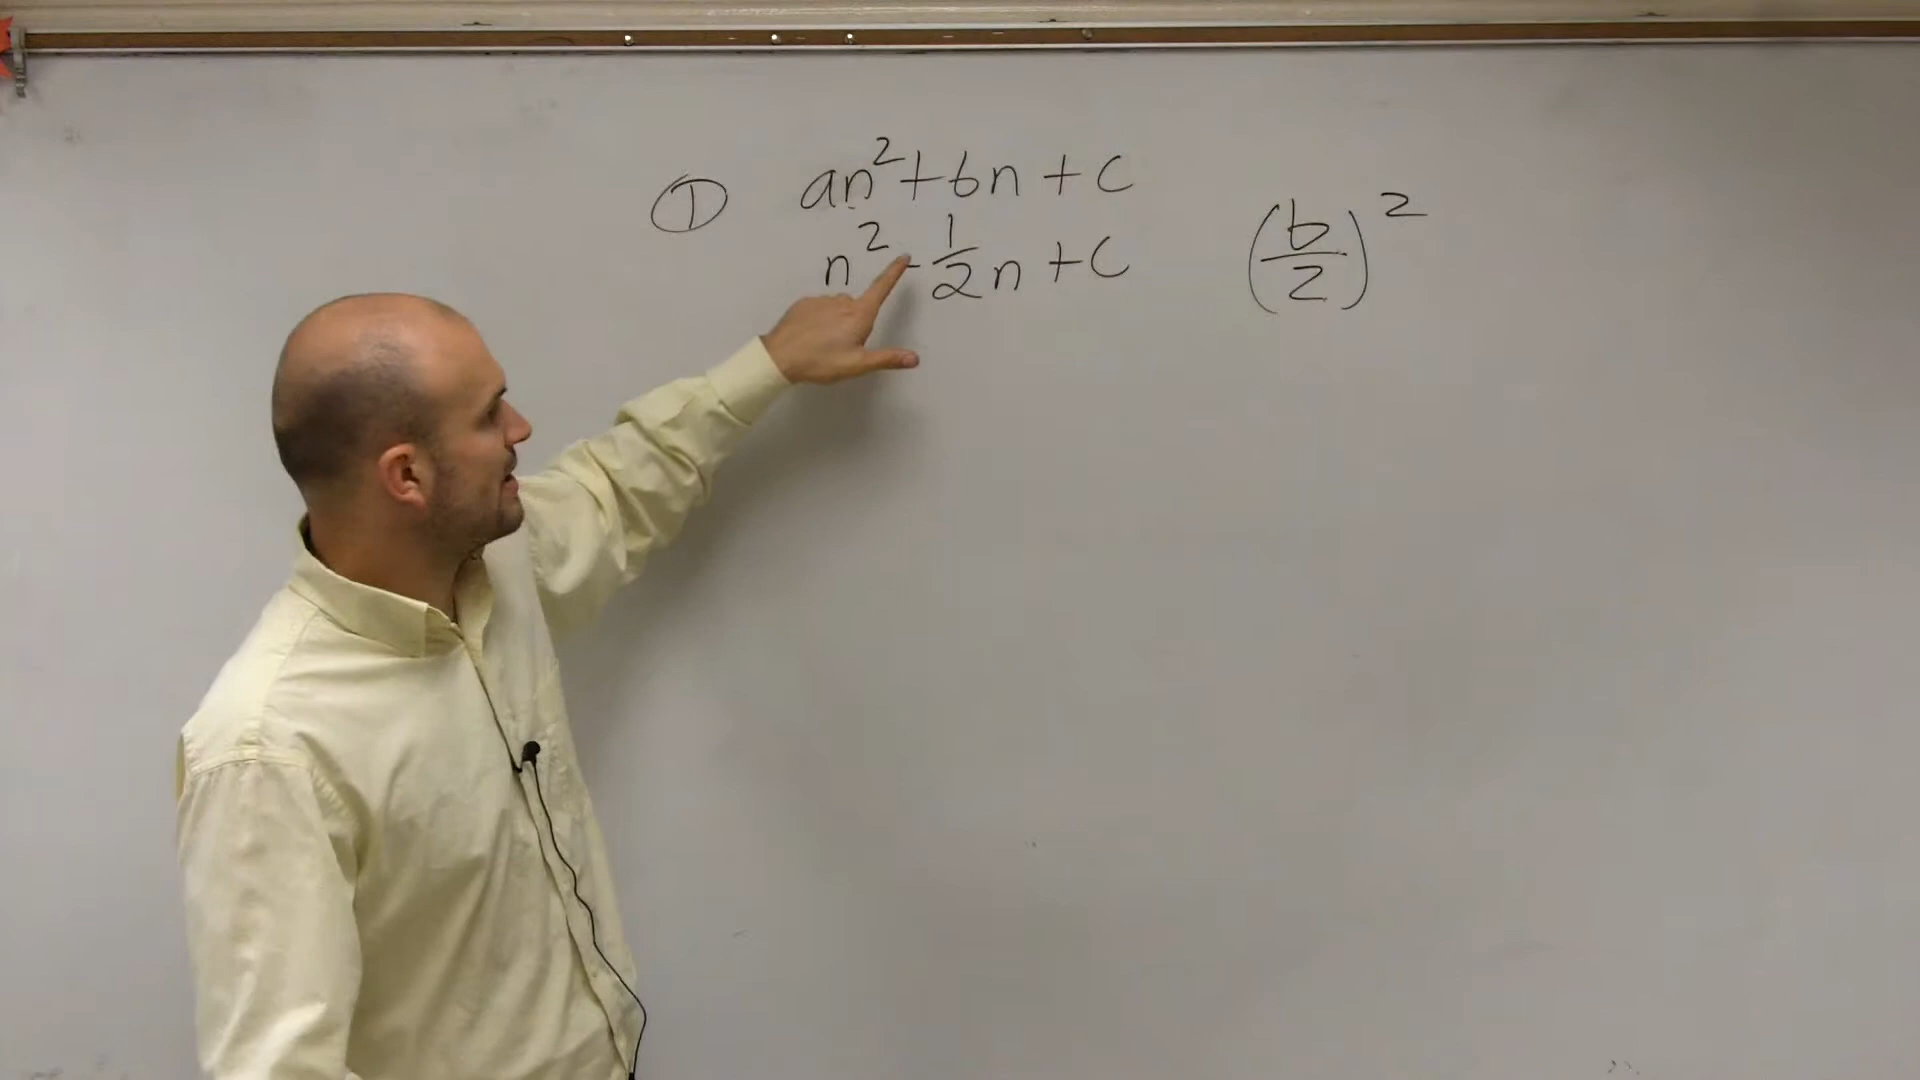 ① an²+bn+c
n²-1/2n+c (b/2)²